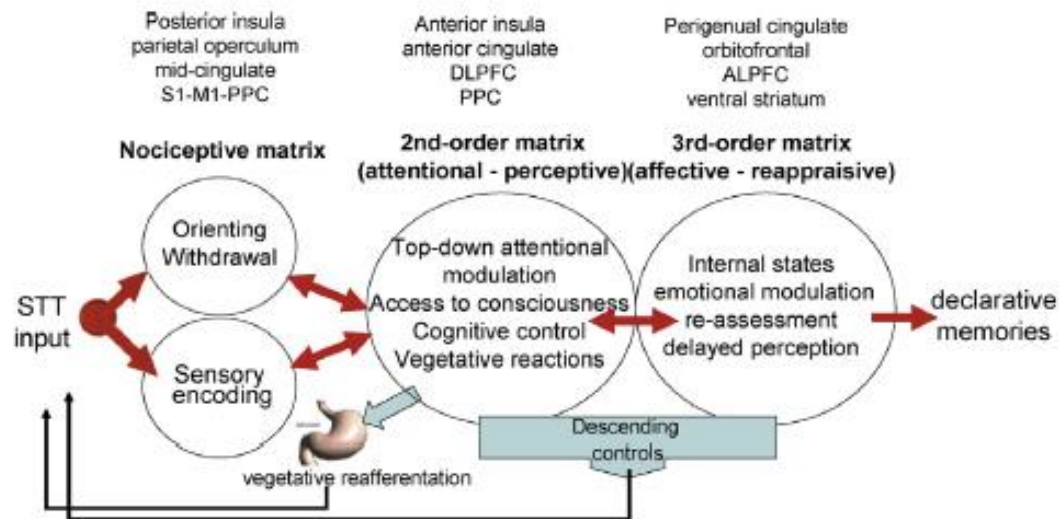 Posterior insula
parietal operculum
mid-cingulate
S1-M1-PPC
Anterior insula
anterior cingulate
DLPFC
PPC
Perigenual cingulate
orbitofrontal
ALPFC
ventral striatum
Nociceptive matrix
2nd-order matrix
(attentional - perceptive)
3rd-order matrix
(affective - reappraisive)
Orienting
Withdrawal
STT
input
Sensory
encoding
Top-down attentional
modulation
Access to consciousness
Cognitive control
Vegetative reactions
Internal states
emotional modulation
re-assessment
delayed perception
declarative
memories
vegetative reafferentation
Descending
controls